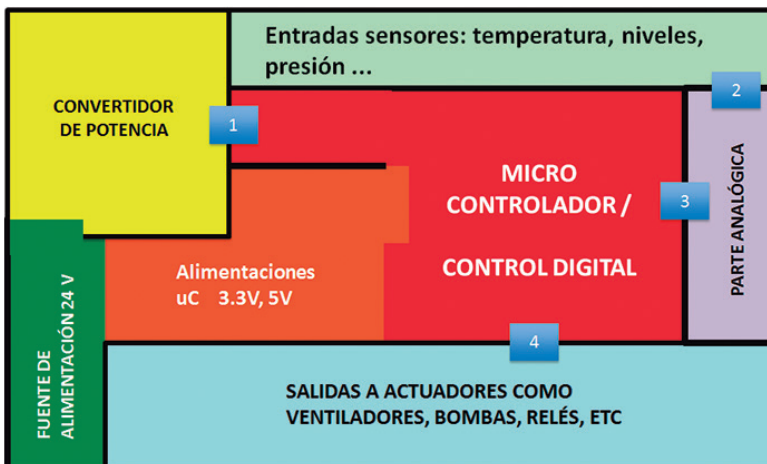 Entradas sensores: temperatura, niveles,
presión ...
CONVERTIDOR
DE POTENCIA
1
2
MICRO
CONTROLADOR /
CONTROL DIGITAL
3
PARTE ANALÓGICA
Alimentaciones
uC 3.3V, 5V
4
FUENTE DE
ALIMENTACIÓN 24 V
SALIDAS A ACTUADORES COMO
VENTILADORES, BOMBAS, RELÉS, ETC